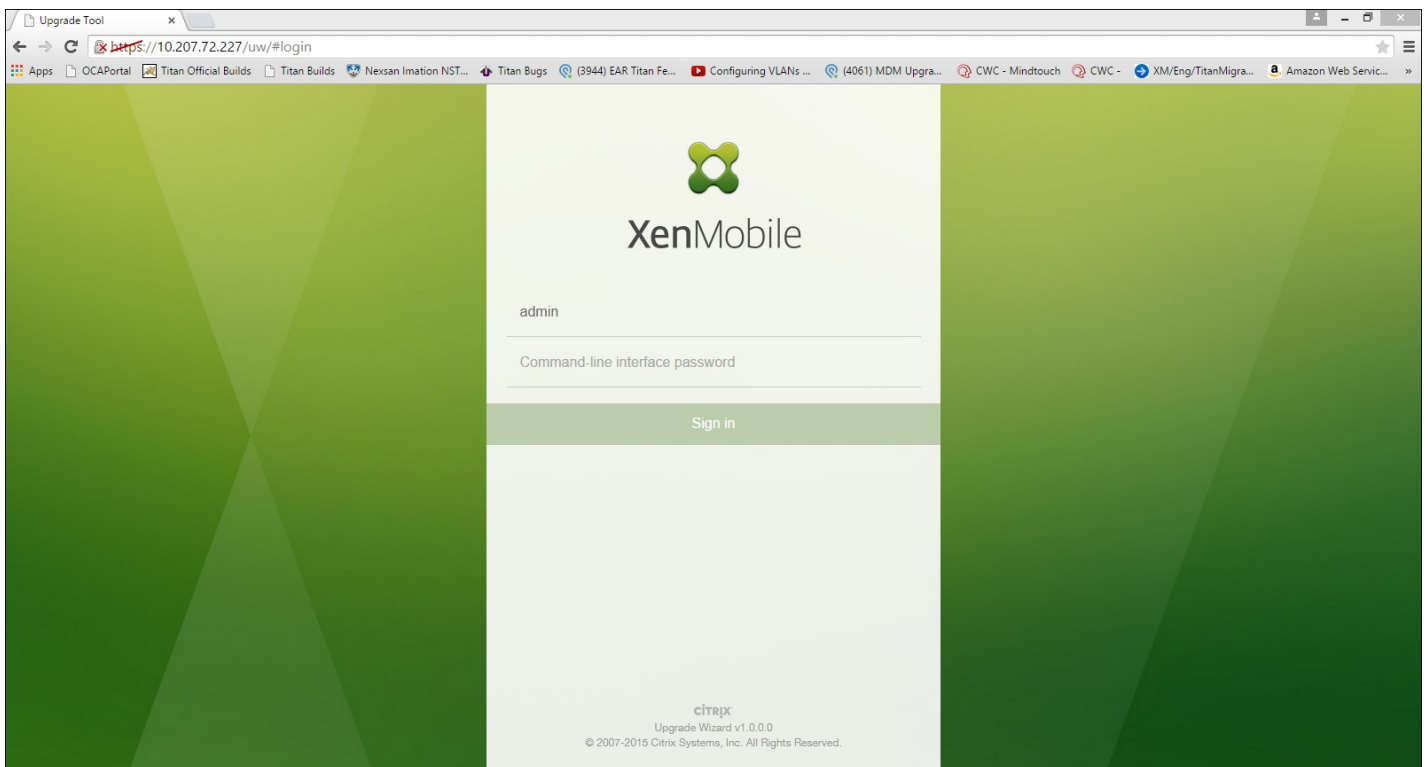 Upgrade Tool
https://10.207.72.227/uw/#login
Apps OCAPortal Titan Official Builds Titan Builds Nexsan Imation NST... Titan Bugs (3944) EAR Titan Fe... Configuring VLANs ... (4061) MDM Upgra... CWC - Mindtouch CWC - XM/Eng/TitanMigra... Amazon Web Servic... »
XenMobile
admin
Command-line interface password
Sign in
CİTRIX
Upgrade Wizard v1.0.0.0
© 2007-2015 Citrix Systems, Inc. All Rights Reserved.